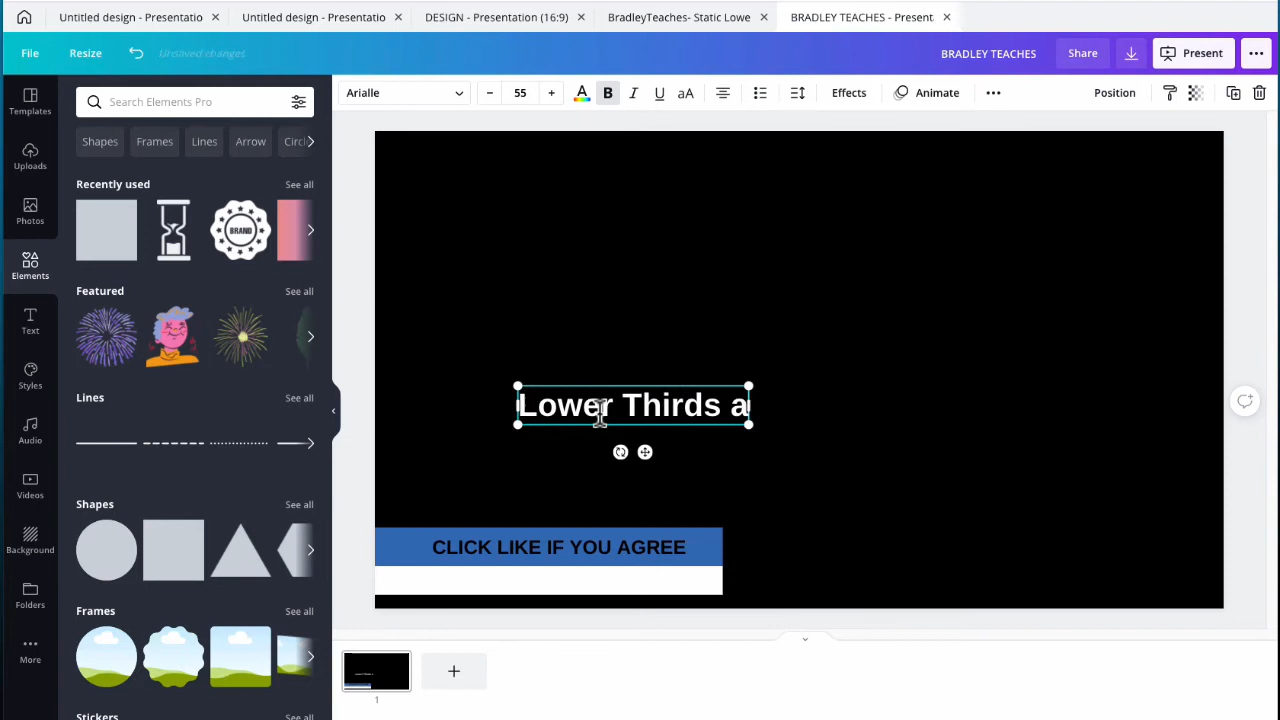 Untitled design - Presentatio
Untitled design - Presentatio
DESIGN - Presentation (16:9)
BradleyTeaches- Static Lowe
BRADLEY TEACHES - Present
File
Resize
Unsaved changes
BRADLEY TEACHES
Share
Present
Arialle
55
A
B
I
U
aA
Effects
Animate
Position
Templates
Uploads
Photos
Elements
Text
Styles
Audio
Videos
Background
Folders
More
Search Elements Pro
Shapes
Frames
Lines
Arrow
Circl
Recently used
See all
BRAND
Featured
See all
Lines
See all
Shapes
See all
Frames
See all
Stickers
See all
Lower Thirds a
CLICK LIKE IF YOU AGREE
1